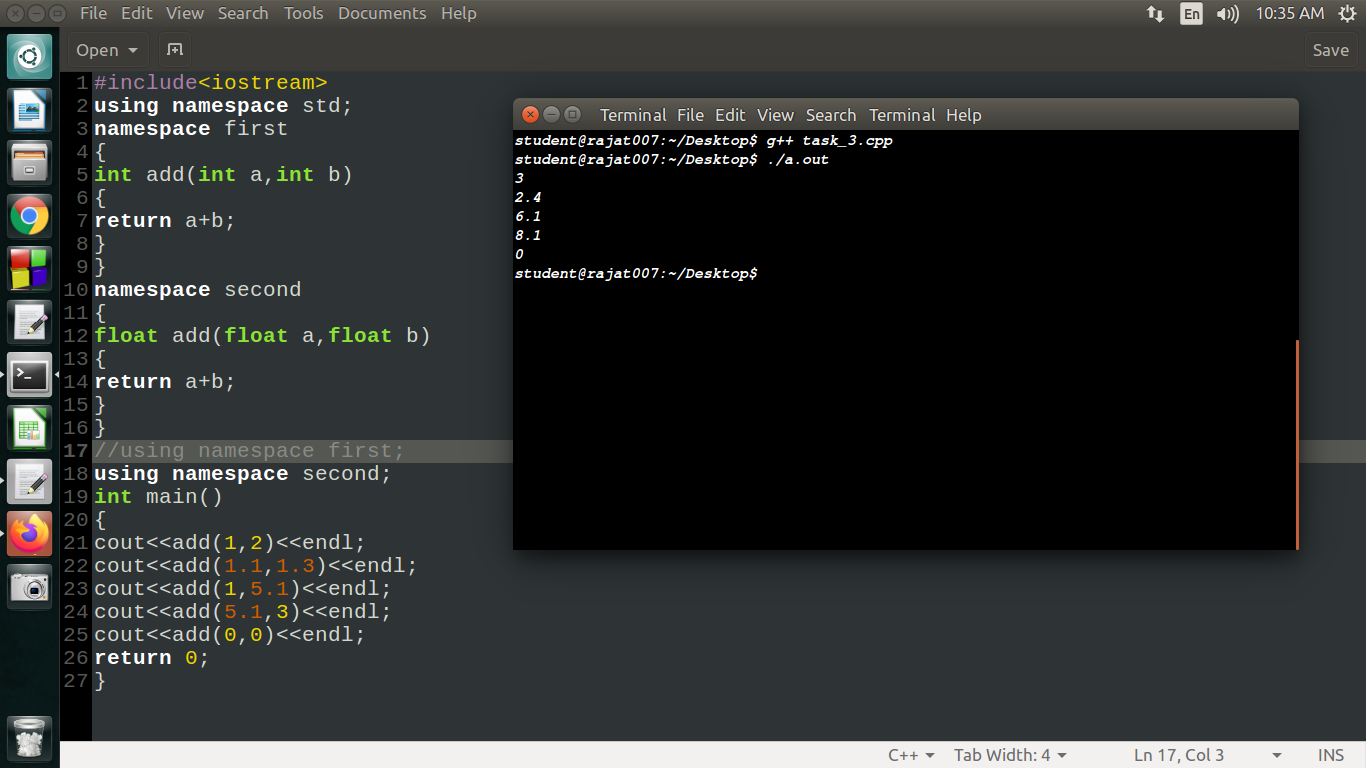 File Edit View Search Tools Documents Help
En 10:35 AM
Open Save
1 #include<iostream>
2 using namespace std;
3 namespace first
4 {
5 int add(int a,int b)
6 {
7 return a+b;
8 }
9 }
10 namespace second
11 {
12 float add(float a,float b)
13 {
14 return a+b;
15 }
16 }
17 //using namespace first;
18 using namespace second;
19 int main()
20 {
21 cout<<add(1,2)<<endl;
22 cout<<add(1.1,1.3)<<endl;
23 cout<<add(1,5.1)<<endl;
24 cout<<add(5.1,3)<<endl;
25 cout<<add(0,0)<<endl;
26 return 0;
27 }
Terminal File Edit View Search Terminal Help
student@rajat007:~/Desktop$ g++ task_3.cpp
student@rajat007:~/Desktop$ ./a.out
3
2.4
6.1
8.1
0
student@rajat007:~/Desktop$
C++ Tab Width: 4 Ln 17, Col 3 INS